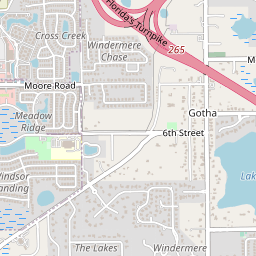 Florida's Turnpike
Cross Creek
Windermere
Chase
265
Moore Road
M
Meadow
Ridge
Gotha
6th Street
Windsor
Landing
Lak
The Lakes
Windermere